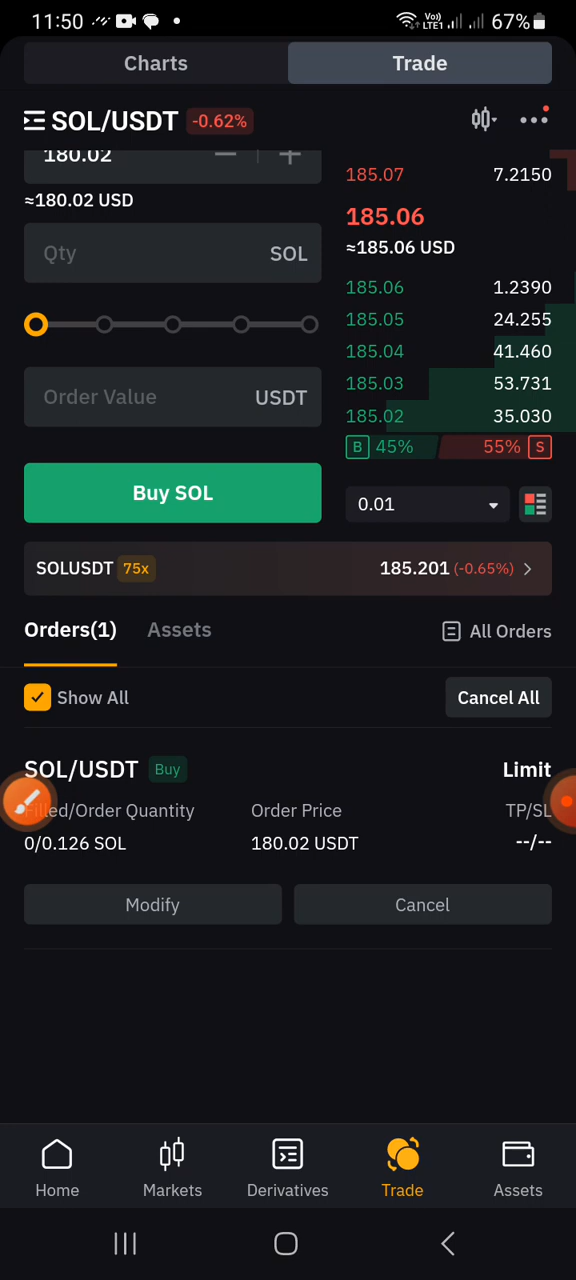 11:50 Vo) LTE1 67%
Charts Trade
SOL/USDT -0.62%
180.02
≈180.02 USD
Qty SOL
Order Value USDT
Buy SOL
185.07 7.2150
185.06
≈185.06 USD
185.06 1.2390
185.05 24.255
185.04 41.460
185.03 53.731
185.02 35.030
B 45% 55% S
0.01
SOLUSDT 75x 185.201 (-0.65%)
Orders(1) Assets All Orders
Show All Cancel All
SOL/USDT Buy Limit
Filled/Order Quantity Order Price TP/SL
0/0.126 SOL 180.02 USDT --/--
Modify Cancel
Home Markets Derivatives Trade Assets